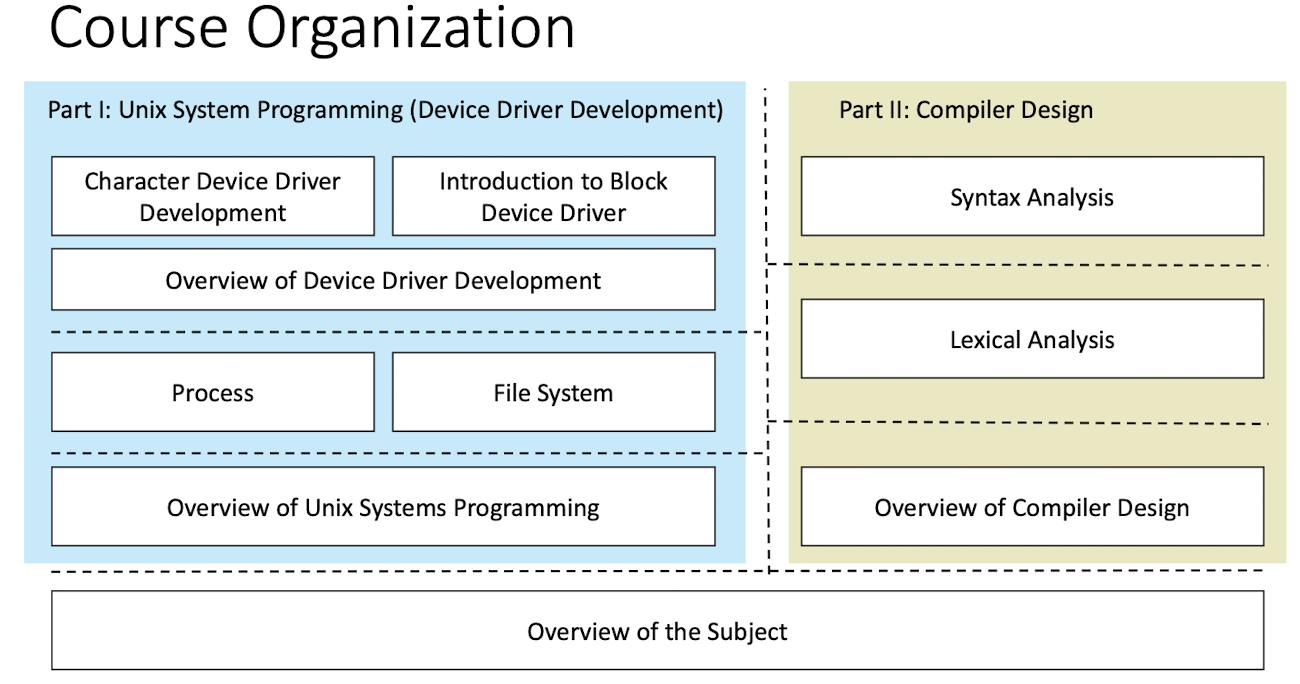 Course Organization
Part I: Unix System Programming (Device Driver Development)
Character Device Driver
Development
Introduction to Block
Device Driver
Overview of Device Driver Development
Process
File System
Overview of Unix Systems Programming
Part II: Compiler Design
Syntax Analysis
Lexical Analysis
Overview of Compiler Design
Overview of the Subject